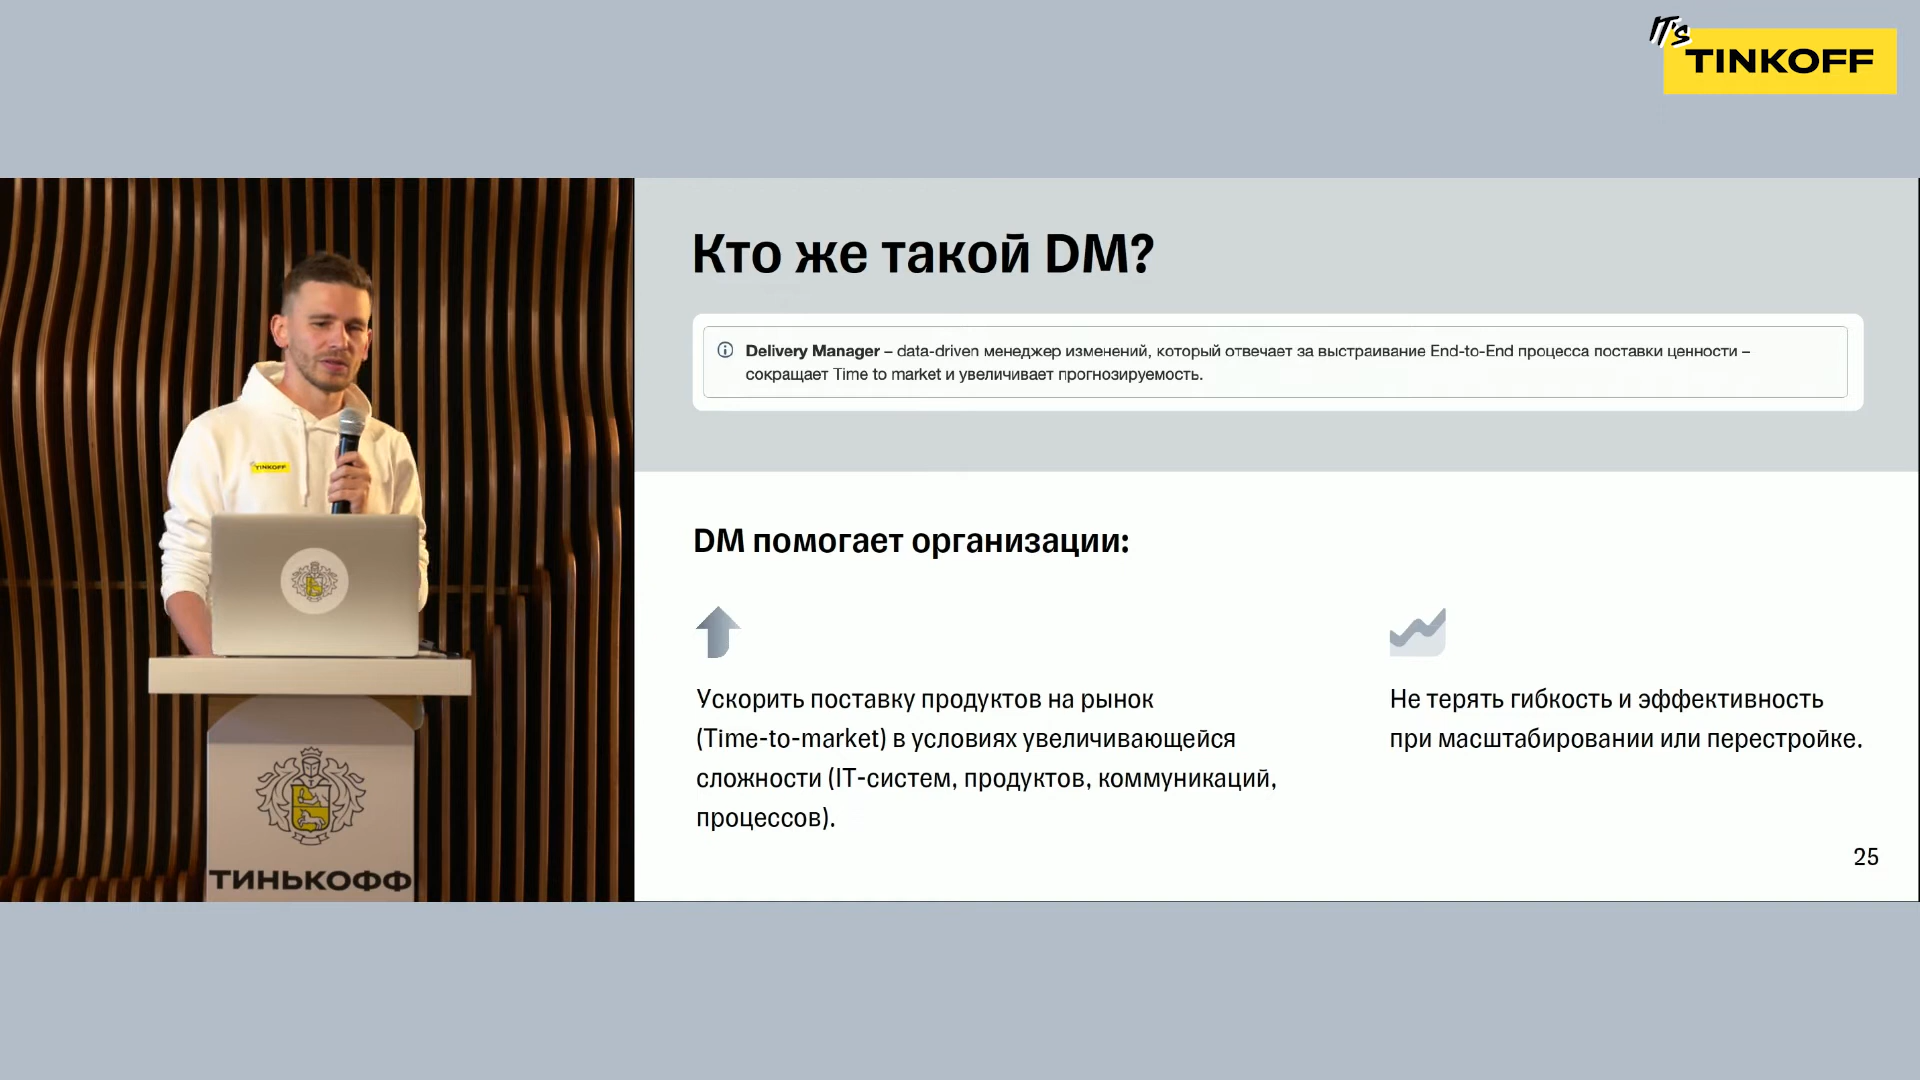 IT's
TINKOFF
Кто же такой DM?
Delivery Manager – data-driven менеджер изменений, который отвечает за выстраивание End-to-End процесса поставки ценности –
сокращает Time to market и увеличивает прогнозируемость.
TINKOFF
DM помогает организации:
Ускорить поставку продуктов на рынок
(Time-to-market) в условиях увеличивающейся
сложности (IT-систем, продуктов, коммуникаций,
процессов).
Не терять гибкость и эффективность
при масштабировании или перестройке.
25
ТИНЬКОФФ